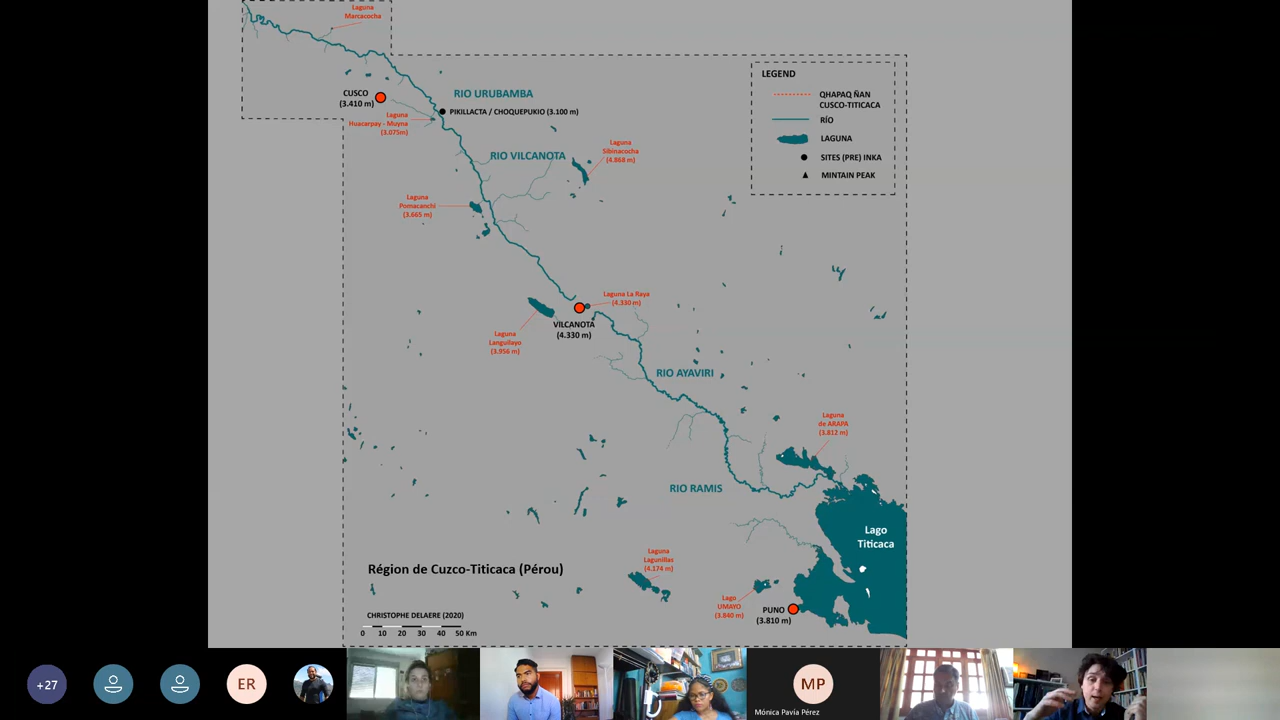 Laguna
Marcacocha
CUSCO
(3.410 m)
RIO URUBAMBA
PIKILLACTA / CHOQUEPUKIO (3.100 m)
Laguna
Huacarpay - Muyna
(3.075m)
RIO VILCANOTA
Laguna
Sibinacocha
(4.868 m)
Laguna
Pomacanchi
(3.665 m)
LEGEND
QHAPAQ ÑAN
CUSCO-TITICACA
RÍO
LAGUNA
SITES (PRE) INKA
MINTAIN PEAK
Laguna La Raya
(4.330 m)
VILCANOTA
(4.330 m)
Laguna
Languilayo
(3.956 m)
RIO AYAVIRI
Laguna
de ARAPA
(3.812 m)
RIO RAMIS
Lago
Titicaca
Laguna
Lagunillas
(4.174 m)
Lago
UMAYO
(3.840 m)
PUNO
(3.810 m)
Région de Cuzco-Titicaca (Pérou)
CHRISTOPHE DELAERE (2020)
0 10 20 30 40 50 Km
+27
ER
MP
Mónica Pavía Pérez